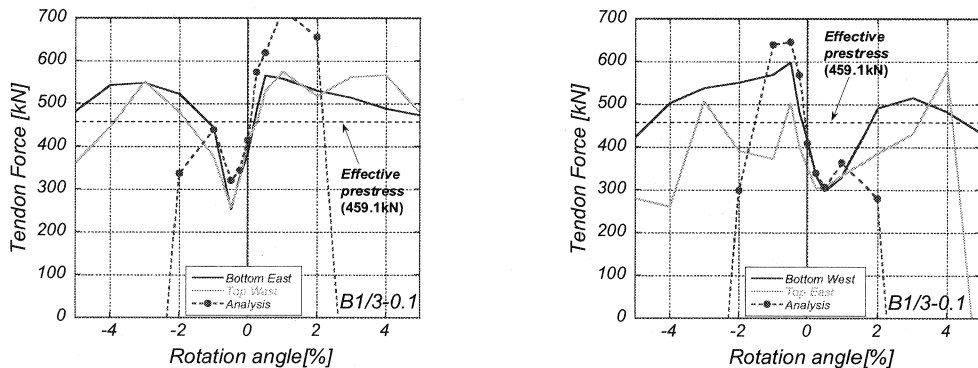 700
600
500
400
300
200
100
0
Tendon Force [kN]
Effective
prestress
(459.1kN)
Bottom East
Top West
Analysis
B1/3-0.1
-4
-2
0
2
4
Rotation angle[%]
700
600
500
400
300
200
100
0
Tendon Force [kN]
Effective
prestress
(459.1kN)
Bottom West
Top East
Analysis
B1/3-0.1
-4
-2
0
2
4
Rotation angle[%]